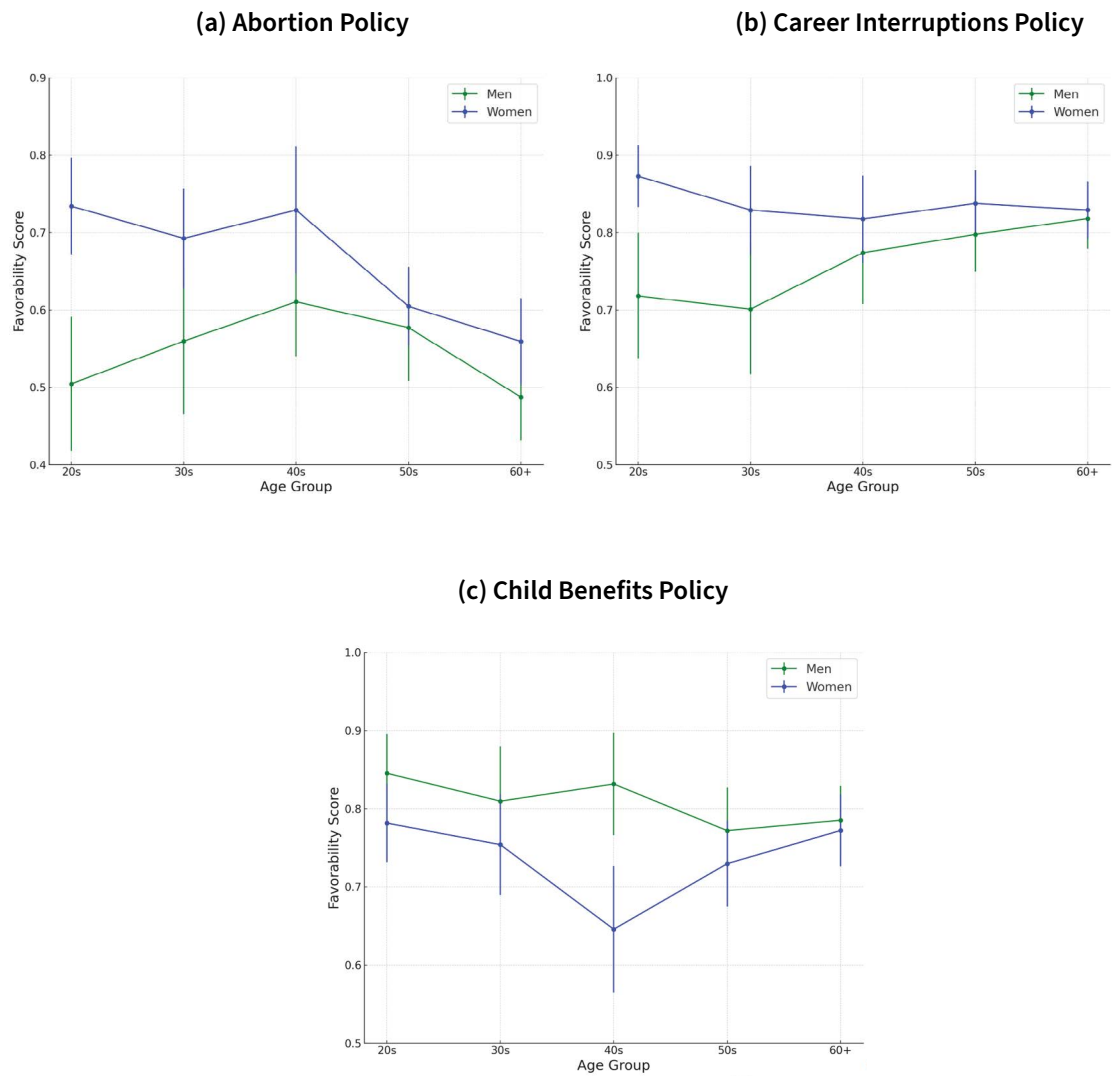 (a) Abortion Policy
(b) Career Interruptions Policy
0.9
0.8
0.7
0.6
0.5
0.4
Favorability Score
20s
30s
40s
50s
60+
Age Group
Men
Women
1.0
0.9
0.8
0.7
0.6
0.5
Favorability Score
20s
30s
40s
50s
60+
Age Group
Men
Women
(c) Child Benefits Policy
1.0
0.9
0.8
0.7
0.6
0.5
Favorability Score
20s
30s
40s
50s
60+
Age Group
Men
Women